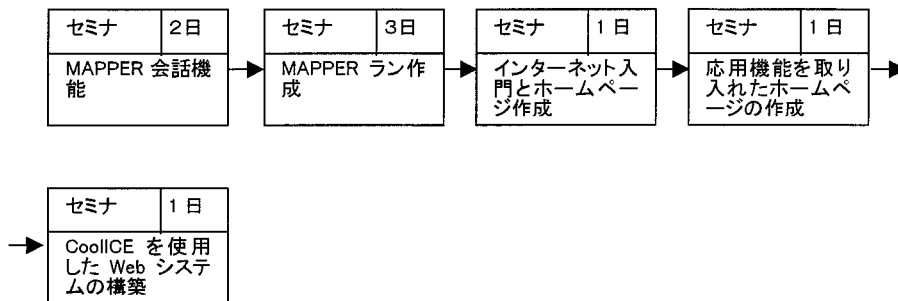 セミナ 2日
MAPPER 会話機
能
セミナ 3日
MAPPER ラン作
成
セミナ 1日
インターネット入
門とホームペー
ジ作成
セミナ 1日
応用機能を取り
入れたホームペ
ージの作成
セミナ 1日
CoolICE を使用
した Web システ
ムの構築